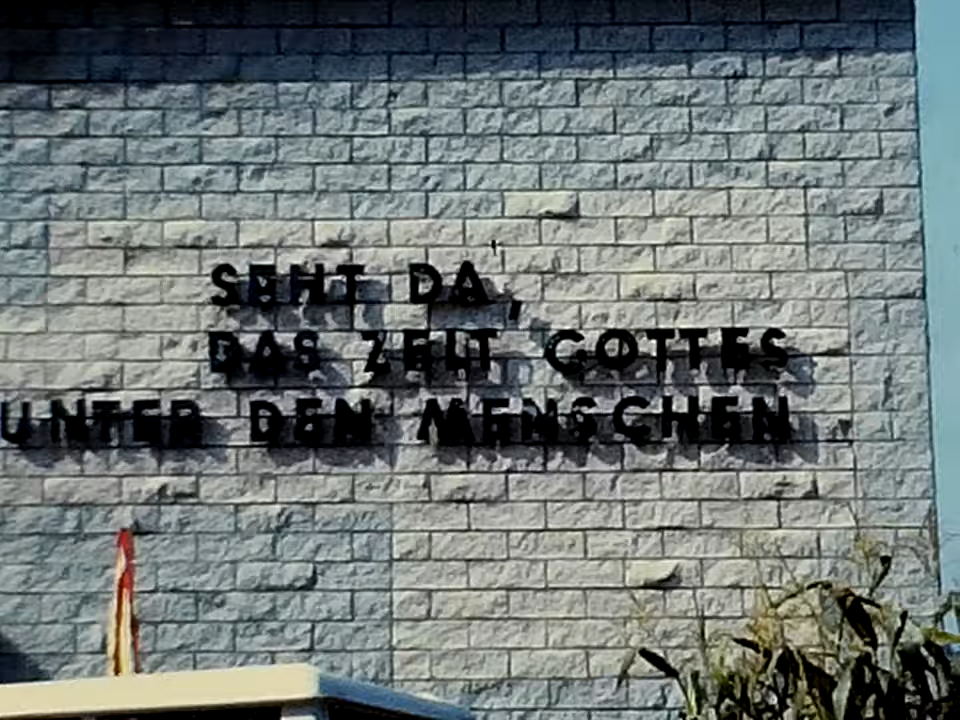 SEHT DA,
DAS ZELT GOTTES
UNTER DEN MENSCHEN